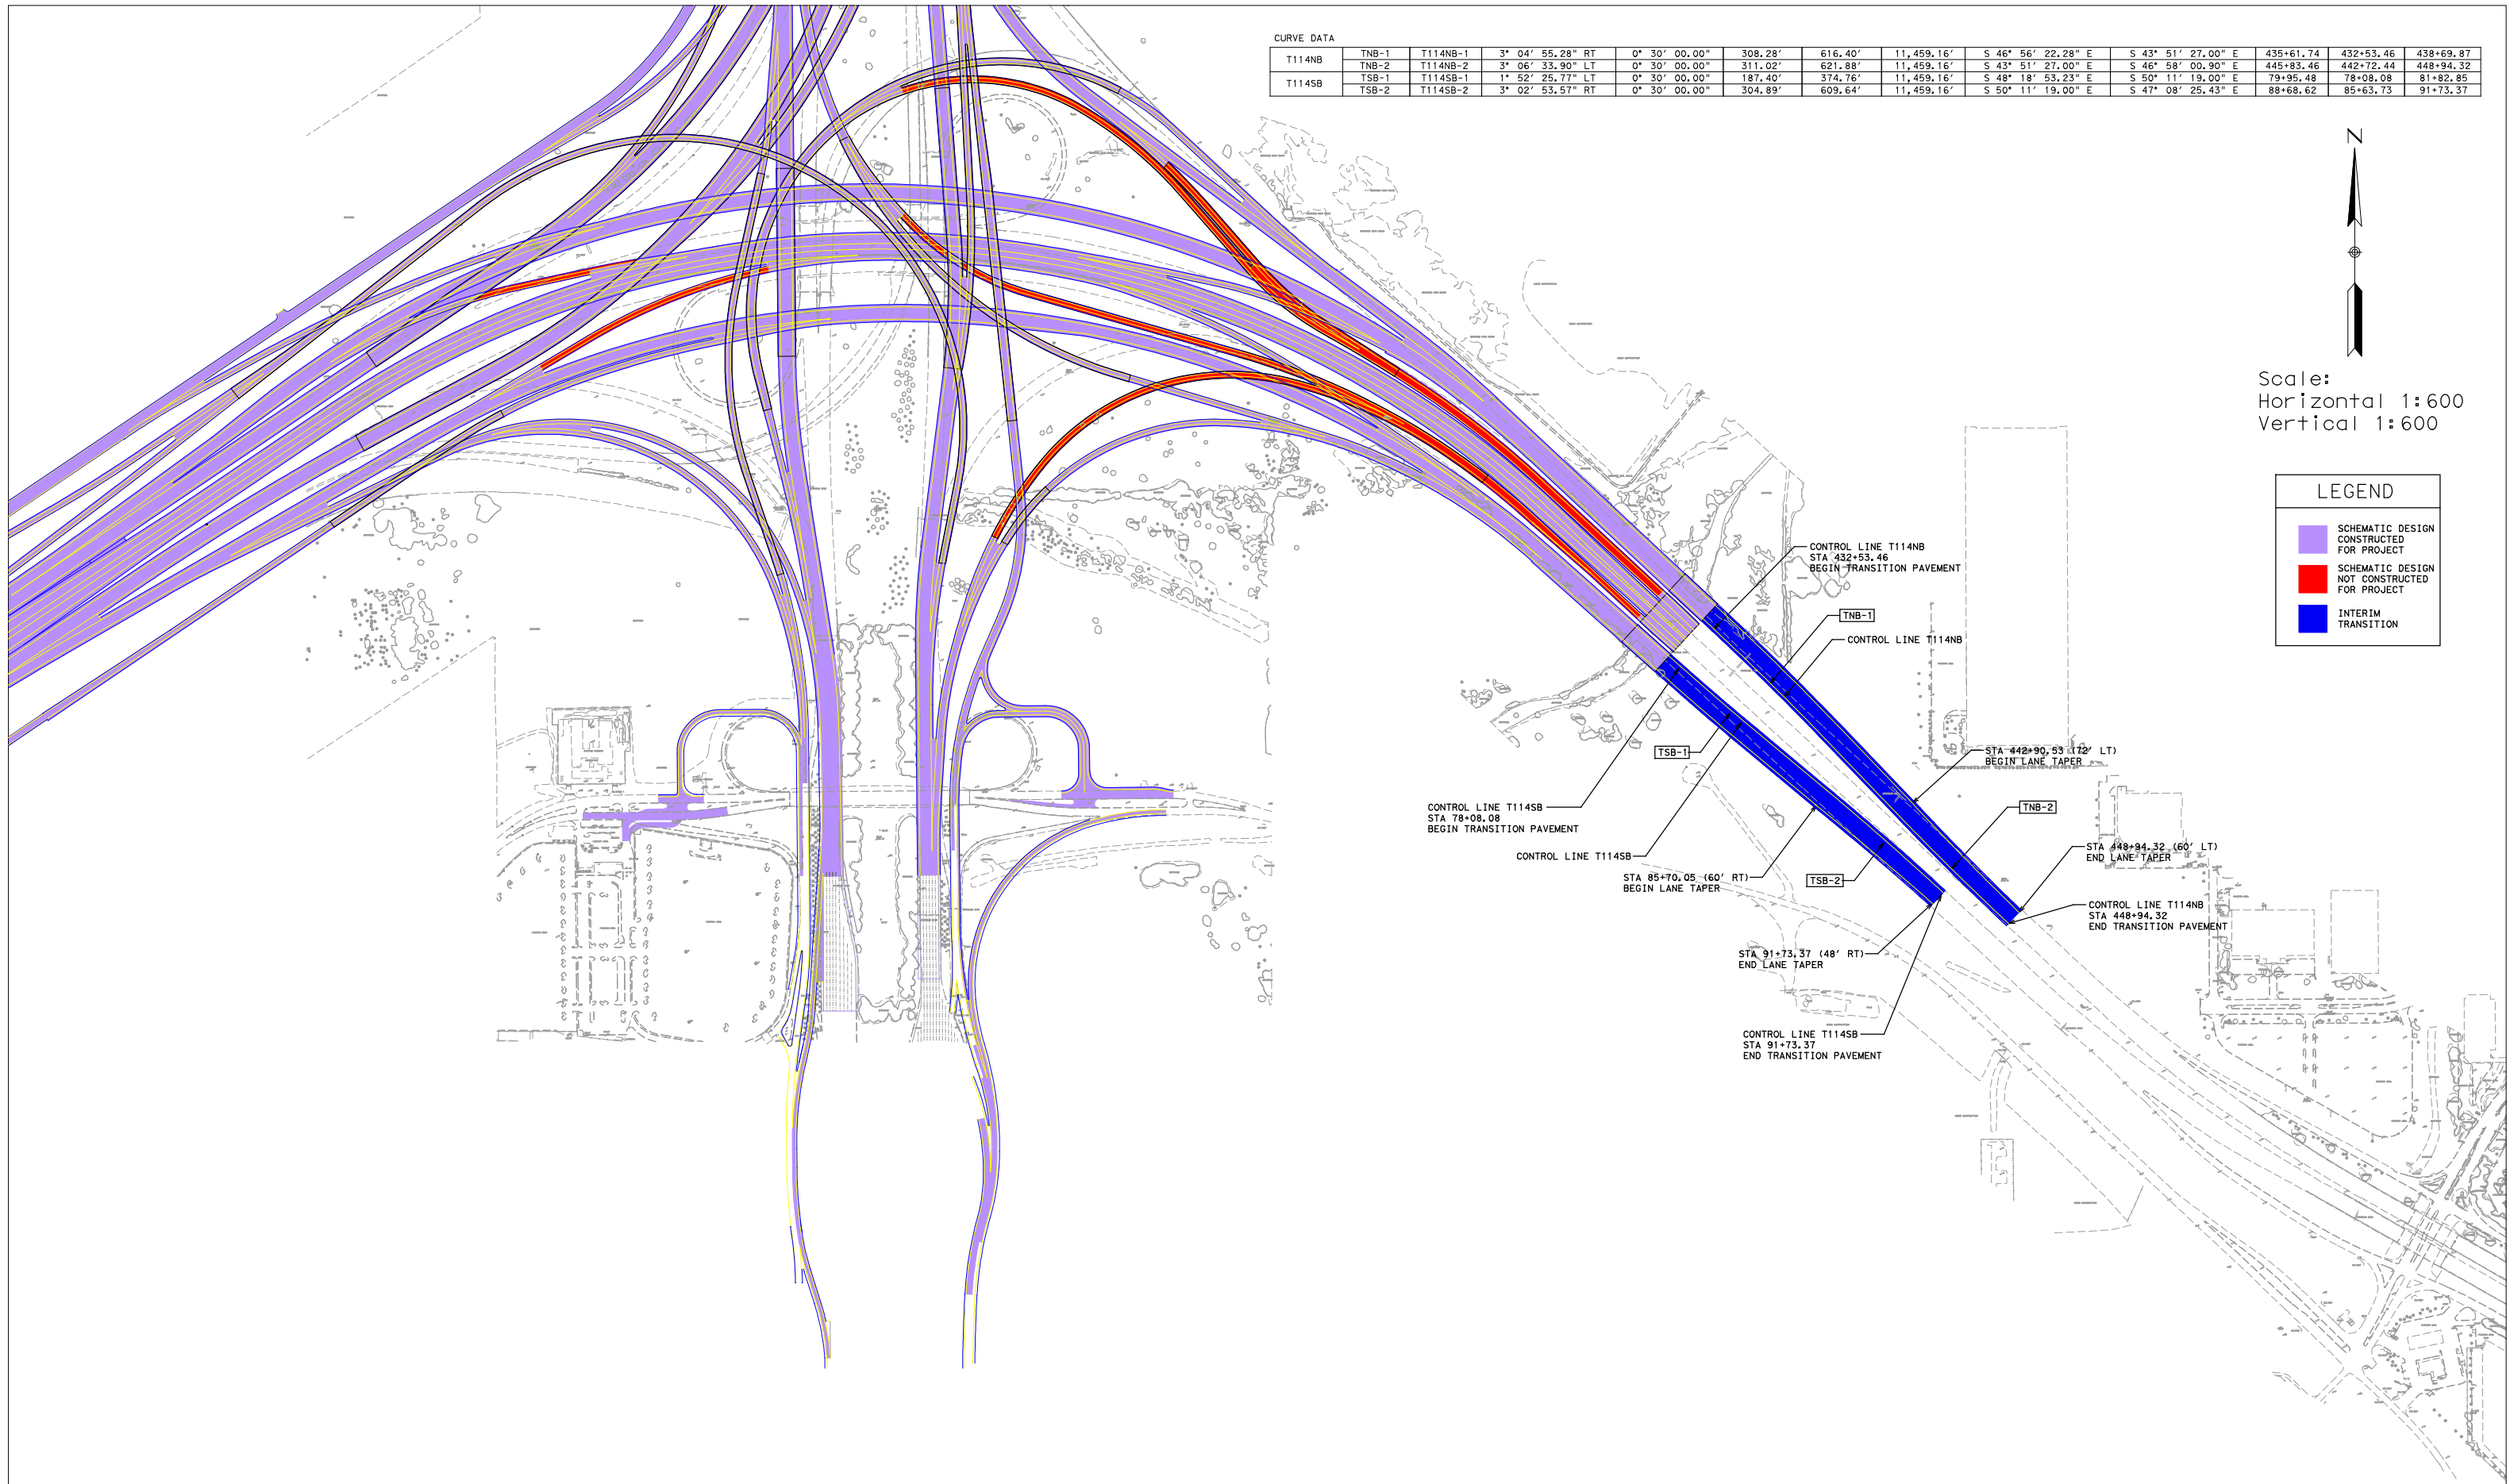 CURVE DATA
T114NB TNB-1 T114NB-1 3° 04' 55.28" RT 0° 30' 00.00" 308.28' 616.40' 11,459.16' S 46° 56' 22.28" E S 43° 51' 27.00" E 435+61.74 432+53.46 438+69.87
TNB-2 T114NB-2 3° 06' 33.90" LT 0° 30' 00.00" 311.02' 621.88' 11,459.16' S 43° 51' 27.00" E S 46° 58' 00.90" E 445+83.46 442+72.44 448+94.32
T114SB TSB-1 T114SB-1 1° 52' 25.77" LT 0° 30' 00.00" 187.40' 374.76' 11,459.16' S 48° 18' 53.23" E S 50° 11' 19.00" E 79+95.48 78+08.08 81+82.85
TSB-2 T114SB-2 3° 02' 53.57" RT 0° 30' 00.00" 304.89' 609.64' 11,459.16' S 50° 11' 19.00" E S 47° 08' 25.43" E 88+68.62 85+63.73 91+73.37
N
Scale:
Horizontal 1:600
Vertical 1:600
LEGEND
SCHEMATIC DESIGN
CONSTRUCTED
FOR PROJECT
SCHEMATIC DESIGN
NOT CONSTRUCTED
FOR PROJECT
INTERIM
TRANSITION
CONTROL LINE T114NB
STA 432+53.46
BEGIN TRANSITION PAVEMENT
TNB-1
CONTROL LINE T114NB
STA 442+90.53 (72' LT)
BEGIN LANE TAPER
TNB-2
STA 448+94.32 (60' LT)
END LANE TAPER
CONTROL LINE T114NB
STA 448+94.32
END TRANSITION PAVEMENT
TSB-1
CONTROL LINE T114SB
STA 78+08.08
BEGIN TRANSITION PAVEMENT
CONTROL LINE T114SB
STA 85+70.05 (60' RT)
BEGIN LANE TAPER
TSB-2
STA 91+73.37 (48' RT)
END LANE TAPER
CONTROL LINE T114SB
STA 91+73.37
END TRANSITION PAVEMENT